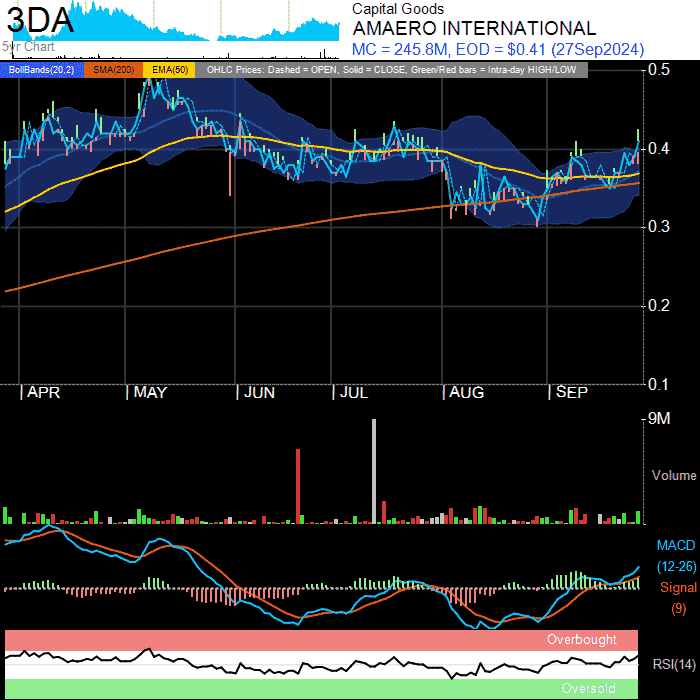 3DA
5yr Chart
Capital Goods
AMAERO INTERNATIONAL
MC = 245.8M, EOD = $0.41 (27Sep2024)
BollBands(20,2) SMA(200) EMA(50) OHLC Prices: Dashed = OPEN, Solid = CLOSE, Green/Red bars = Intra-day HIGH/LOW
0.5
0.4
0.3
0.2
0.1
| APR | MAY | JUN | JUL | AUG | SEP
9M
Volume
MACD
(12-26)
Signal
(9)
Overbought
RSI(14)
Oversold